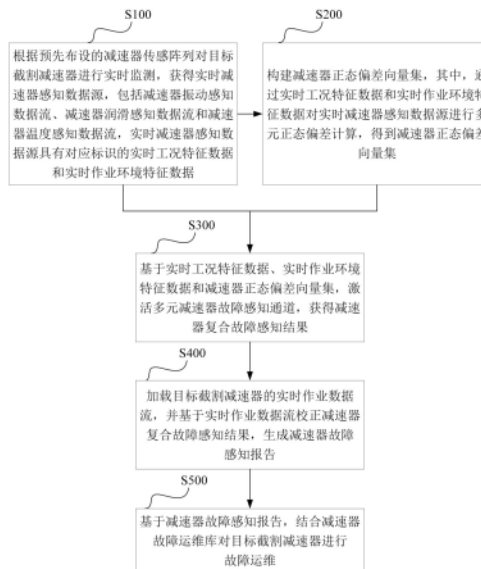 S100
根据预先布设的减速器传感阵列对目标
截割减速器进行实时监测，获得实时减
速器感知数据源，包括减速器振动感
知数据流、减速器润滑感知数据流和减速
器温度感知数据流，实时减速器感知数
据源具有对应标识的实时工况特征数据
和实时作业环境特征数据
S200
构建减速器正态偏差向量集，其中，通
过实时工况特征数据和实时作业环境特
征数据对实时减速器感知数据源进行多
元正态偏差计算，得到减速器正态偏差
向量集
S300
基于实时工况特征数据、实时作业环境
特征数据和减速器正态偏差向量集，激
活多元减速器故障感知通道，获得减速
器复合故障感知结果
S400
加载目标截割减速器的实时作业数据
流，并基于实时作业数据流校正减速器
复合故障感知结果，生成减速器故障
感知报告
S500
基于减速器故障感知报告，结合减速器
故障运维库对目标截割减速器进行
故障运维